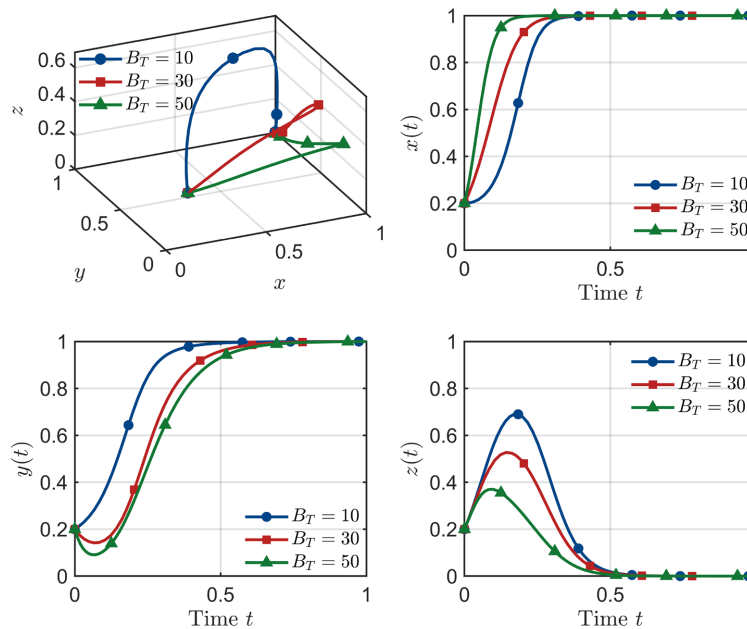 0.6
0.4
0.2
0
z
B_T = 10
B_T = 30
B_T = 50
1
0.5
0
y
0
0.5
1
x
1
0.8
0.6
0.4
0.2
0
x(t)
B_T = 10
B_T = 30
B_T = 50
0
0.5
Time t
1
0.8
0.6
0.4
0.2
0
y(t)
B_T = 10
B_T = 30
B_T = 50
0
0.5
1
Time t
1
0.8
0.6
0.4
0.2
0
z(t)
B_T = 10
B_T = 30
B_T = 50
0
0.5
Time t